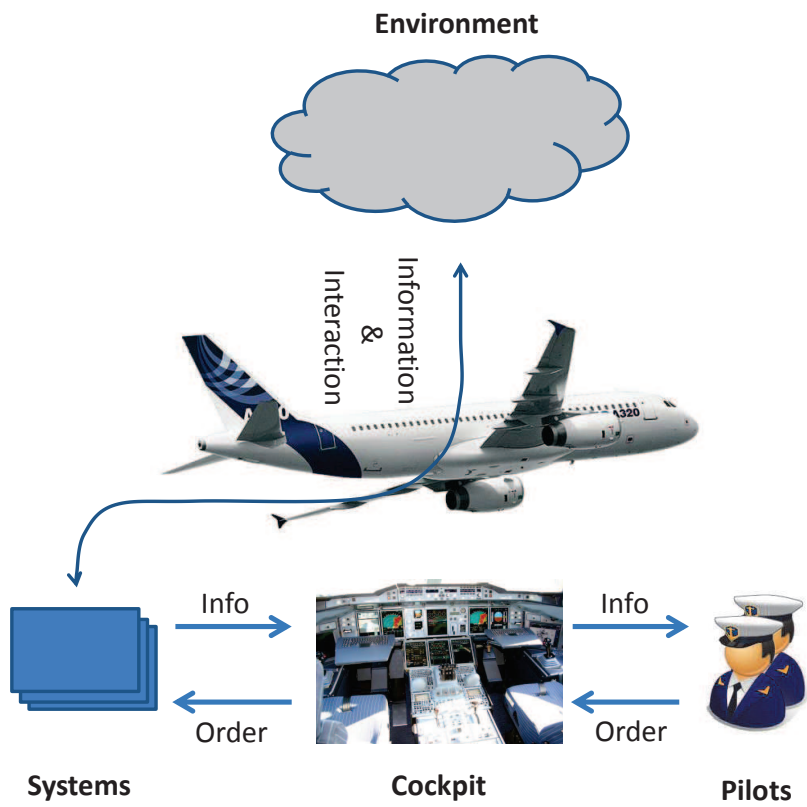 Environment
Information
&
Interaction
A320
Info
Info
Order
Order
Systems
Cockpit
Pilots